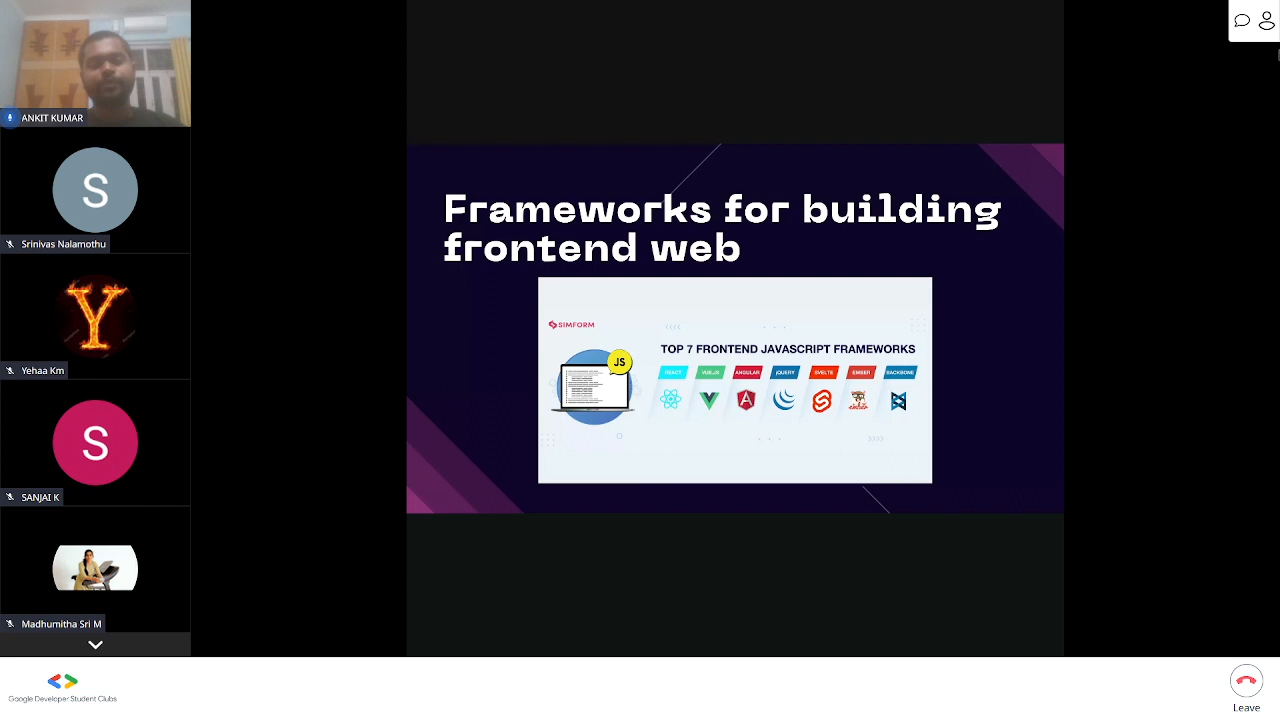 ANKIT KUMAR
S
Srinivas Nalamothu
Y
Yehaa Km
S
SANJAI K
Madhumitha Sri M
Frameworks for building
frontend web
SIMFORM
JS
TOP 7 FRONTEND JAVASCRIPT FRAMEWORKS
REACT VUEJS ANGULAR jQUERY SVELTE EMBER BACKBONE
ember
Google Developer Student Clubs
Leave